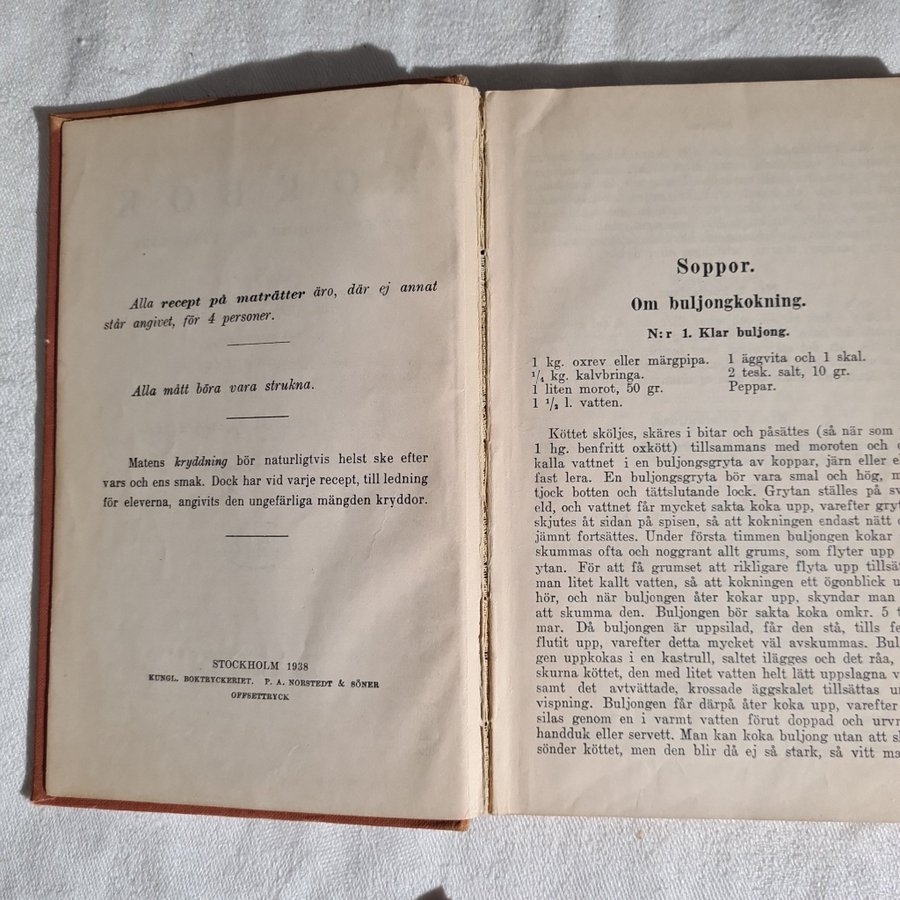 Alla recept på maträtter äro, där ej annat
står angivet, för 4 personer.
Alla mått böra vara strukna.
Matens kryddning bör naturligtvis helst ske efter
vars och ens smak. Dock har vid varje recept, till ledning
för eleverna, angivits den ungefärliga mängden kryddor.
STOCKHOLM 1938
KUNGL. BOKTRYCKERIET. P. A. NORSTEDT & SÖNER
OFFSETTRYCK
Soppor.
Om buljongkokning.
N:r 1. Klar buljong.
1 kg. oxrev eller märgpipa.
1/4 kg. kalvbringa.
1 liten morot, 50 gr.
1 1/2 l. vatten.
1 äggvita och 1 skal.
2 tesk. salt, 10 gr.
Peppar.
Köttet sköljes, skäres i bitar och påsättes (så när som
1 hg. benfritt oxkött) tillsammans med moroten och
kalla vattnet i en buljongsgryta av koppar, järn eller
fast lera. En buljongsgryta bör vara smal och hög,
tjock botten och tättslutande lock. Grytan ställes på
eld, och vattnet får mycket sakta koka upp, varefter
skjutes åt sidan på spisen, så att kokningen endast nätt
jämnt fortsättes. Under första timmen buljongen kokar
skummas ofta och noggrant allt grums, som flyter upp
ytan. För att få grumset att rikligare flyta upp
man litet kallt vatten, så att kokningen ett ögonblick
hör, och när buljongen åter kokar upp, skyndar man
att skumma den. Buljongen bör sakta koka omkr. 5
mar. Då buljongen är uppsilad, får den stå, tills
flutit upp, varefter detta mycket väl avskummas.
gen uppkokas i en kastrull, saltet ilägges och det råa,
skurna köttet, den med litet vatten helt lätt uppslagna
samt det avtvättade, krossade äggskalet tillsättas
vispning. Buljongen får därpå åter koka upp, varefter
silas genom en i varmt vatten förut doppad och
handduk eller servett. Man kan koka buljong utan att
sönder köttet, men den blir då ej så stark, så vitt